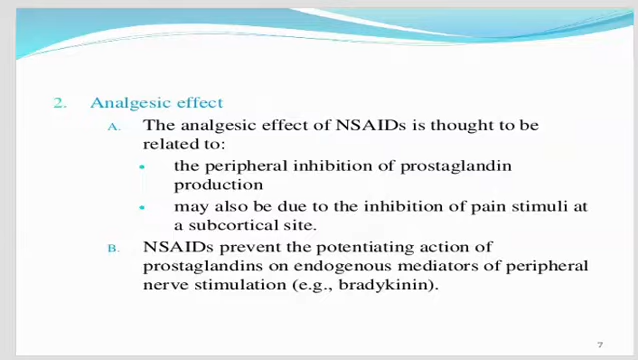 2. Analgesic effect
A. The analgesic effect of NSAIDs is thought to be
related to:
• the peripheral inhibition of prostaglandin
production
• may also be due to the inhibition of pain stimuli at
a subcortical site.
B. NSAIDs prevent the potentiating action of
prostaglandins on endogenous mediators of peripheral
nerve stimulation (e.g., bradykinin).
7